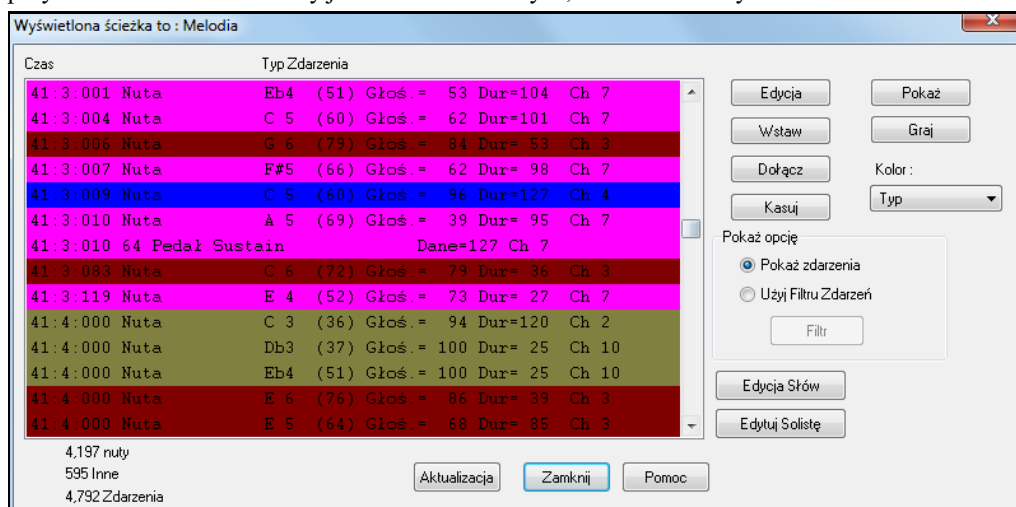 Wyświetlona ścieżka to : Melodia
Czas Typ Zdarzenia
41:3:001 Nuta Eb4 (51) Głoś.= 53 Dur=104 Ch 7
41:3:004 Nuta C 5 (60) Głoś.= 62 Dur=101 Ch 7
41:3:006 Nuta G 6 (79) Głoś.= 84 Dur= 53 Ch 3
41:3:007 Nuta F#5 (66) Głoś.= 62 Dur= 98 Ch 7
41:3:009 Nuta C 5 (60) Głoś.= 96 Dur=127 Ch 4
41:3:010 Nuta A 5 (69) Głoś.= 39 Dur= 95 Ch 7
41:3:010 64 Pedał Sustain Dane=127 Ch 7
41:3:083 Nuta C 6 (72) Głoś.= 79 Dur= 36 Ch 3
41:3:119 Nuta E 4 (52) Głoś.= 73 Dur= 27 Ch 7
41:4:000 Nuta C 3 (36) Głoś.= 94 Dur=120 Ch 2
41:4:000 Nuta Db3 (37) Głoś.= 100 Dur= 25 Ch 10
41:4:000 Nuta Eb4 (51) Głoś.= 100 Dur= 25 Ch 10
41:4:000 Nuta E 6 (76) Głoś.= 86 Dur= 39 Ch 3
41:4:000 Nuta E 5 (64) Głoś.= 68 Dur= 85 Ch 3
Edycja Pokaż
Wstaw Graj
Dołącz Kolor :
Kasuj Typ
Pokaż opcję
Pokaż zdarzenia
Użyj Filtru Zdarzeń
Filtr
Edycja Słów
Edytuj Solistę
4,197 nuty
595 Inne
4,792 Zdarzenia
Aktualizacja Zamknij Pomoc